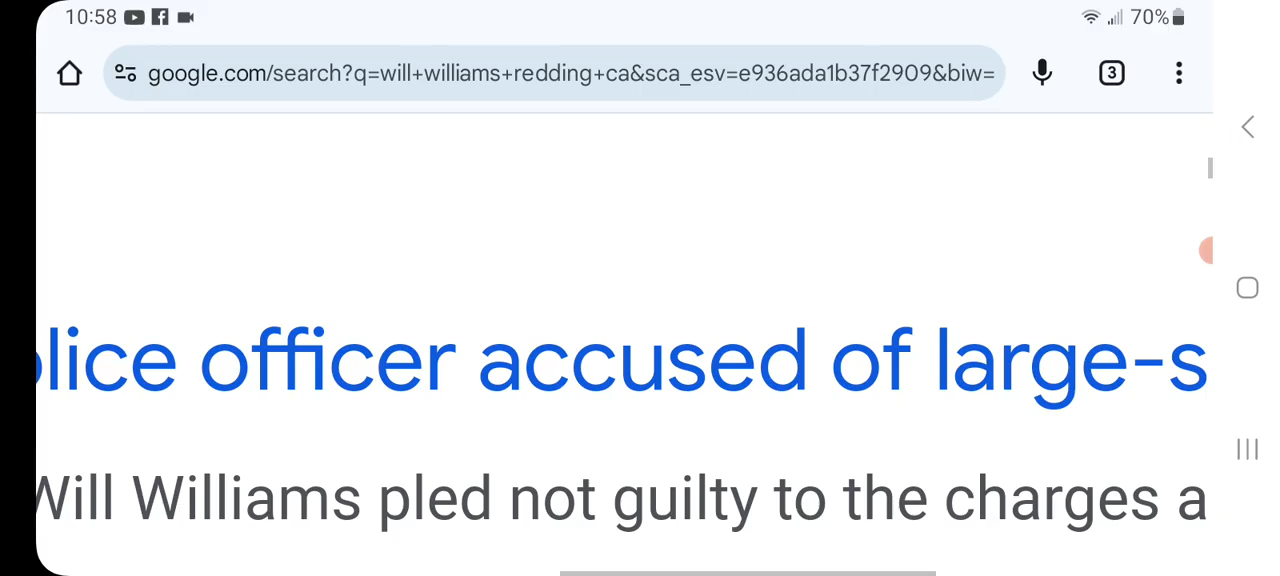 10:58 70%
google.com/search?q=will+williams+redding+ca&sca_esv=e936ada1b37f2909&biw=
3
lice officer accused of large-s
Will Williams pled not guilty to the charges a